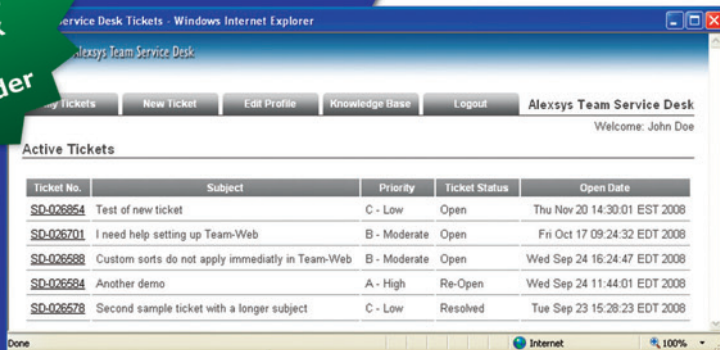 ervice Desk Tickets - Windows Internet Explorer
Alexsys Team Service Desk
der
My Tickets New Ticket Edit Profile Knowledge Base Logout Alexsys Team Service Desk
Welcome: John Doe
Active Tickets
Ticket No. Subject Priority Ticket Status Open Date
SD-026854 Test of new ticket C - Low Open Thu Nov 20 14:30:01 EST 2008
SD-026701 I need help setting up Team-Web B - Moderate Open Fri Oct 17 09:24:32 EDT 2008
SD-026588 Custom sorts do not apply immediatly in Team-Web B - Moderate Open Wed Sep 24 16:24:47 EDT 2008
SD-026584 Another demo A - High Re-Open Wed Sep 24 11:44:01 EDT 2008
SD-026578 Second sample ticket with a longer subject C - Low Resolved Tue Sep 23 15:28:23 EDT 2008
Done Internet 100%